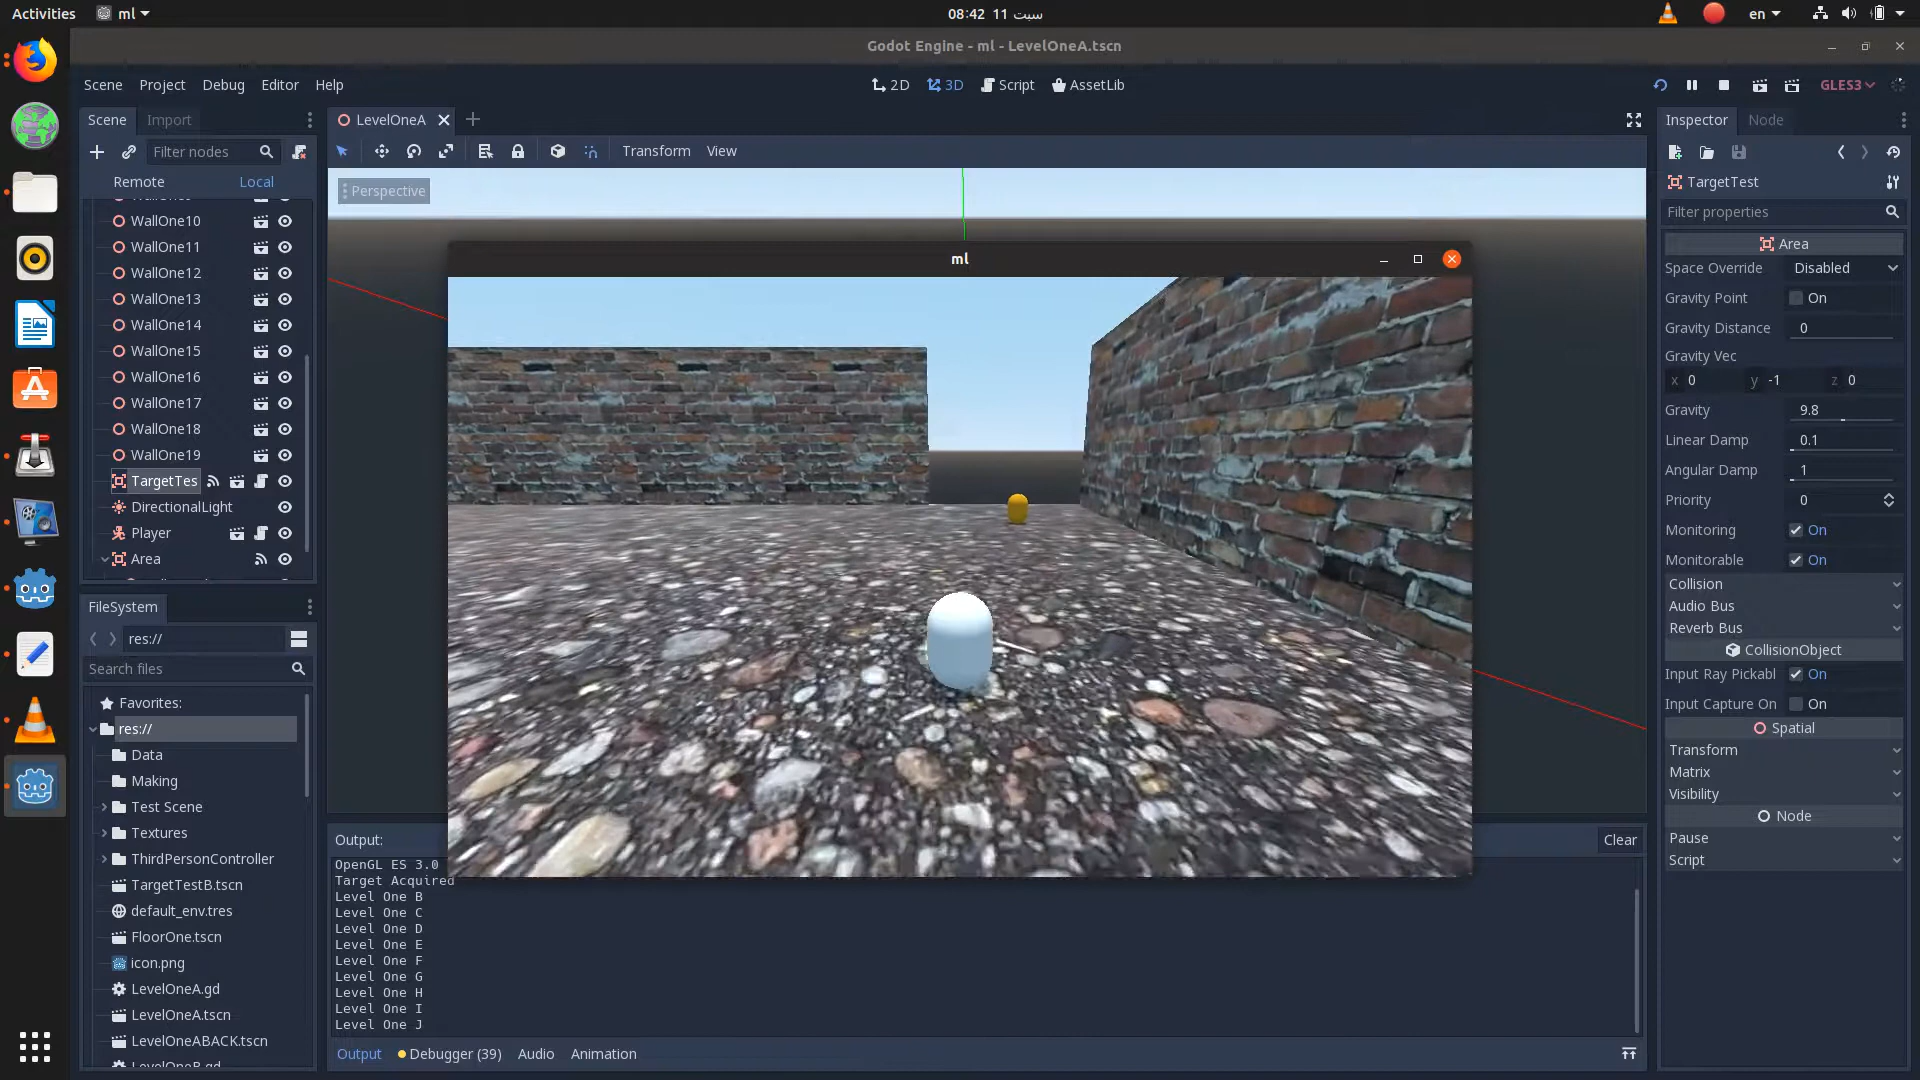 Activities
ml
08:42 11 سبت
en
Godot Engine - ml - LevelOneA.tscn
Scene Project Debug Editor Help
2D 3D Script AssetLib
GLES3
Scene Import
Filter nodes
Remote Local
WallOne10
WallOne11
WallOne12
WallOne13
WallOne14
WallOne15
WallOne16
WallOne17
WallOne18
WallOne19
TargetTes
DirectionalLight
Player
Area
FileSystem
res://
Search files
Favorites:
res://
Data
Making
Test Scene
Textures
ThirdPersonController
TargetTestB.tscn
default_env.tres
FloorOne.tscn
icon.png
LevelOneA.gd
LevelOneA.tscn
LevelOneABACK.tscn
LevelOneB.gd
LevelOneA
Transform View
Perspective
ml
Output:
Clear
OpenGL ES 3.0
Target Acquired
Level One B
Level One C
Level One D
Level One E
Level One F
Level One G
Level One H
Level One I
Level One J
Output Debugger (39) Audio Animation
Inspector Node
TargetTest
Filter properties
Area
Space Override Disabled
Gravity Point On
Gravity Distance 0
Gravity Vec
x 0 y -1 z 0
Gravity 9.8
Linear Damp 0.1
Angular Damp 1
Priority 0
Monitoring On
Monitorable On
Collision
Audio Bus
Reverb Bus
CollisionObject
Input Ray Pickabl On
Input Capture On On
Spatial
Transform
Matrix
Visibility
Node
Pause
Script